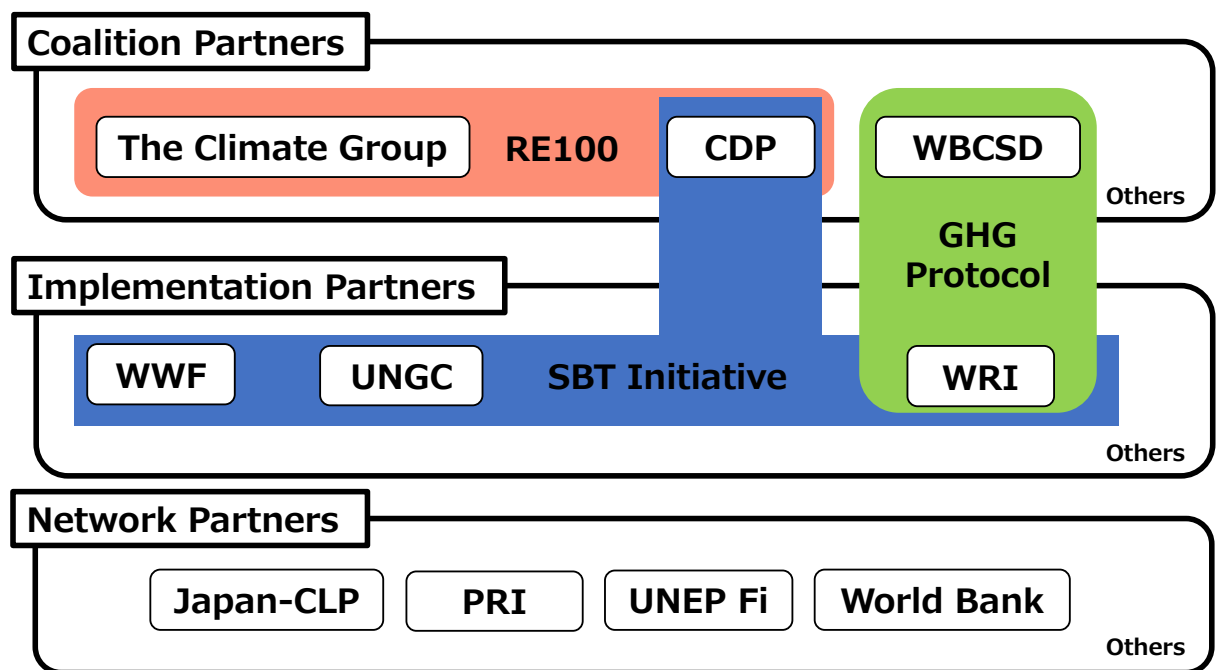 Coalition Partners
The Climate Group
RE100
CDP
WBCSD
Others
GHG
Protocol
Implementation Partners
WWF
UNGC
SBT Initiative
WRI
Others
Network Partners
Japan-CLP
PRI
UNEP Fi
World Bank
Others